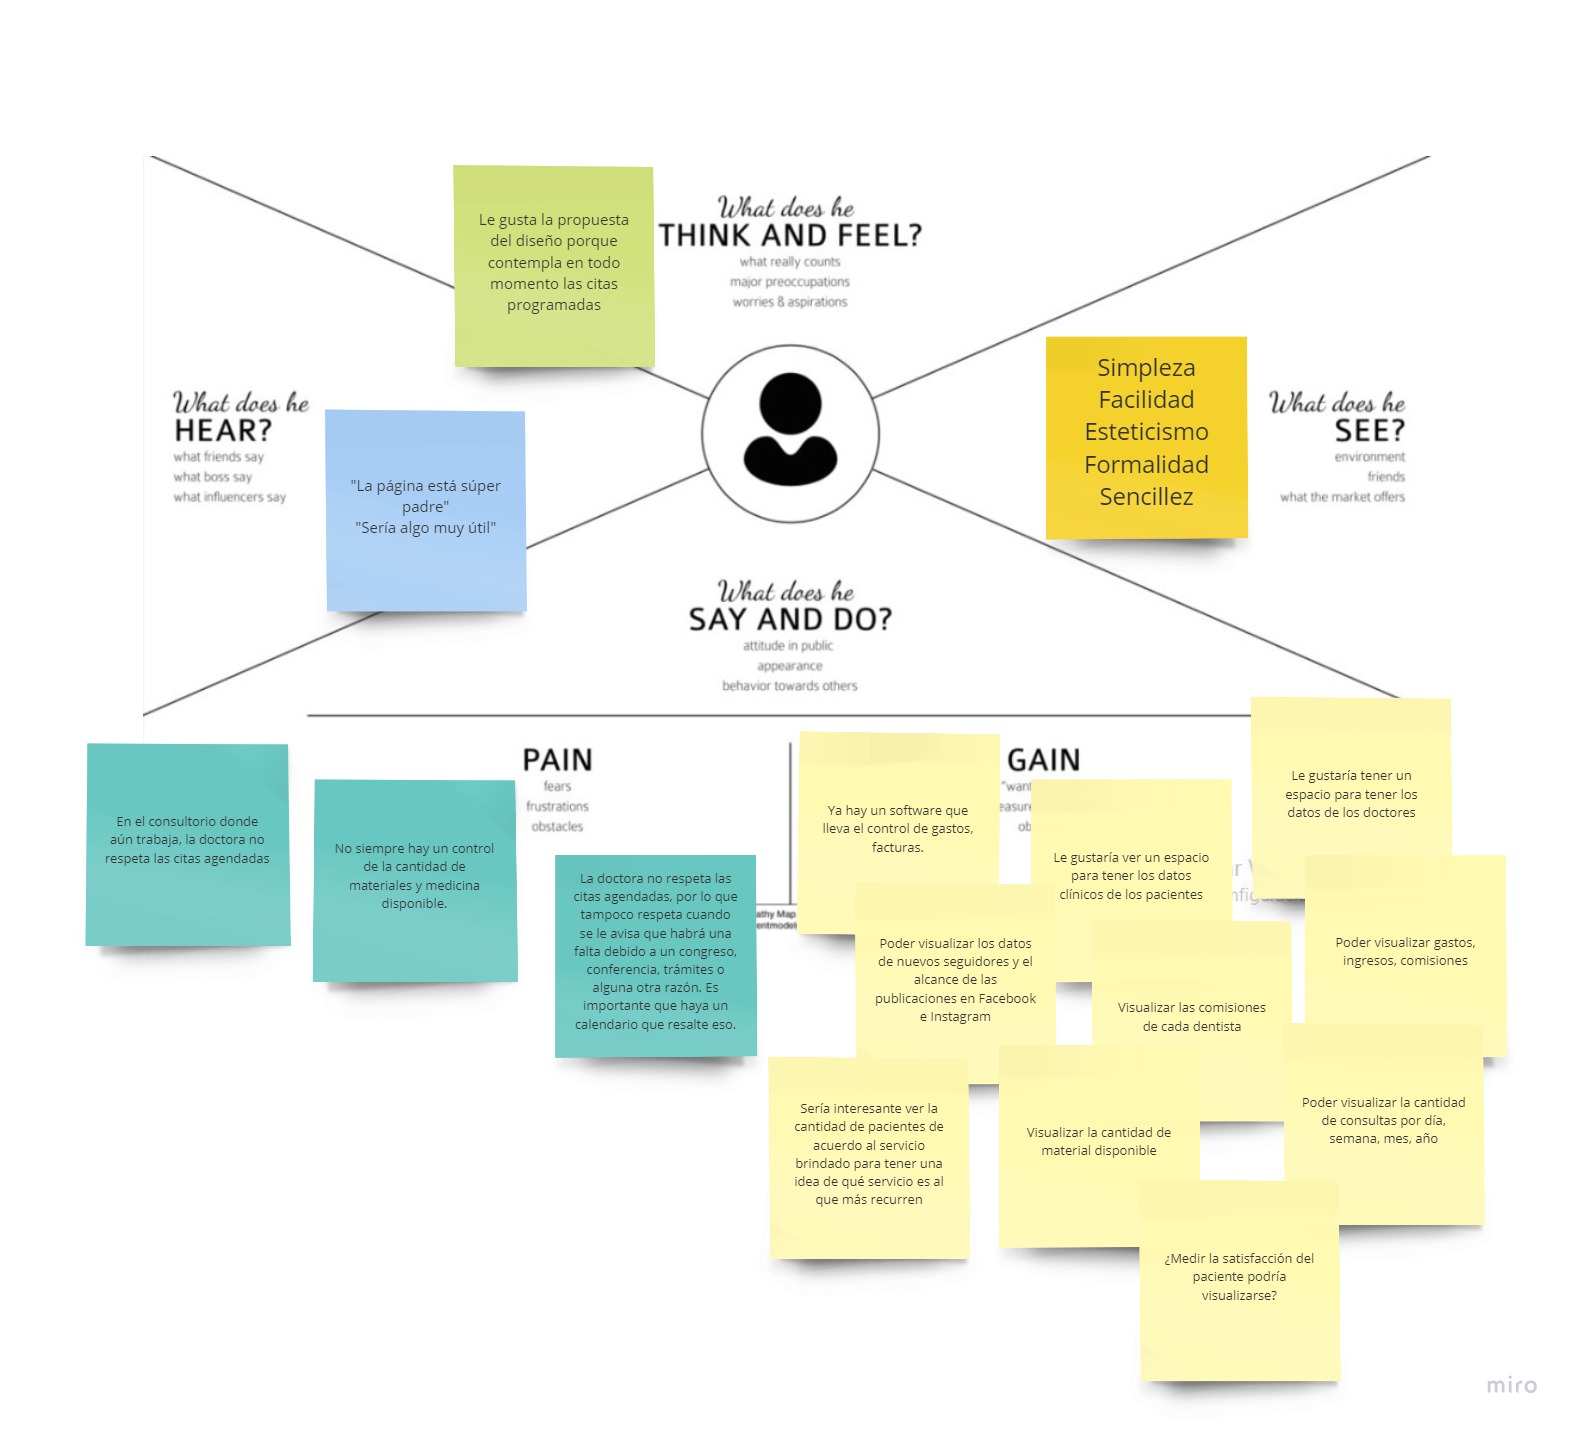 Le gusta la propuesta
del diseño porque
contempla en todo
momento las citas
programadas
What does he
THINK AND FEEL?
what really counts
major preoccupations
worries & aspirations
What does he
HEAR?
what friends say
what boss say
what influencers say
"La página está súper
padre"
"Sería algo muy útil"
Simpleza
Facilidad
Esteticismo
Formalidad
Sencillez
What does he
SEE?
environment
friends
what the market offers
What does he
SAY AND DO?
attitude in public
appearance
behavior towards others
PAIN
fears
frustrations
obstacles
En el consultorio donde
aún trabaja, la doctora no
respeta las citas agendadas
No siempre hay un control
de la cantidad de
materiales y medicina
disponible.
La doctora no respeta las
citas agendadas, por lo que
tampoco respeta cuando
se le avisa que habrá una
falta debido a un congreso,
conferencia, trámites o
alguna otra razón. Es
importante que haya un
calendario que resalte eso.
GAIN
Ya hay un software que
lleva el control de gastos,
facturas.
Le gustaría ver un espacio
para tener los datos
clínicos de los pacientes
Le gustaría tener un
espacio para tener los
datos de los doctores
Poder visualizar los datos
de nuevos seguidores y el
alcance de las
publicaciones en Facebook
e Instagram
Visualizar las comisiones
de cada dentista
Poder visualizar gastos,
ingresos, comisiones
Sería interesante ver la
cantidad de pacientes de
acuerdo al servicio
brindado para tener una
idea de qué servicio es al
que más recurren
Visualizar la cantidad de
material disponible
Poder visualizar la cantidad
de consultas por día,
semana, mes, año
¿Medir la satisfacción del
paciente podría
visualizarse?
miro